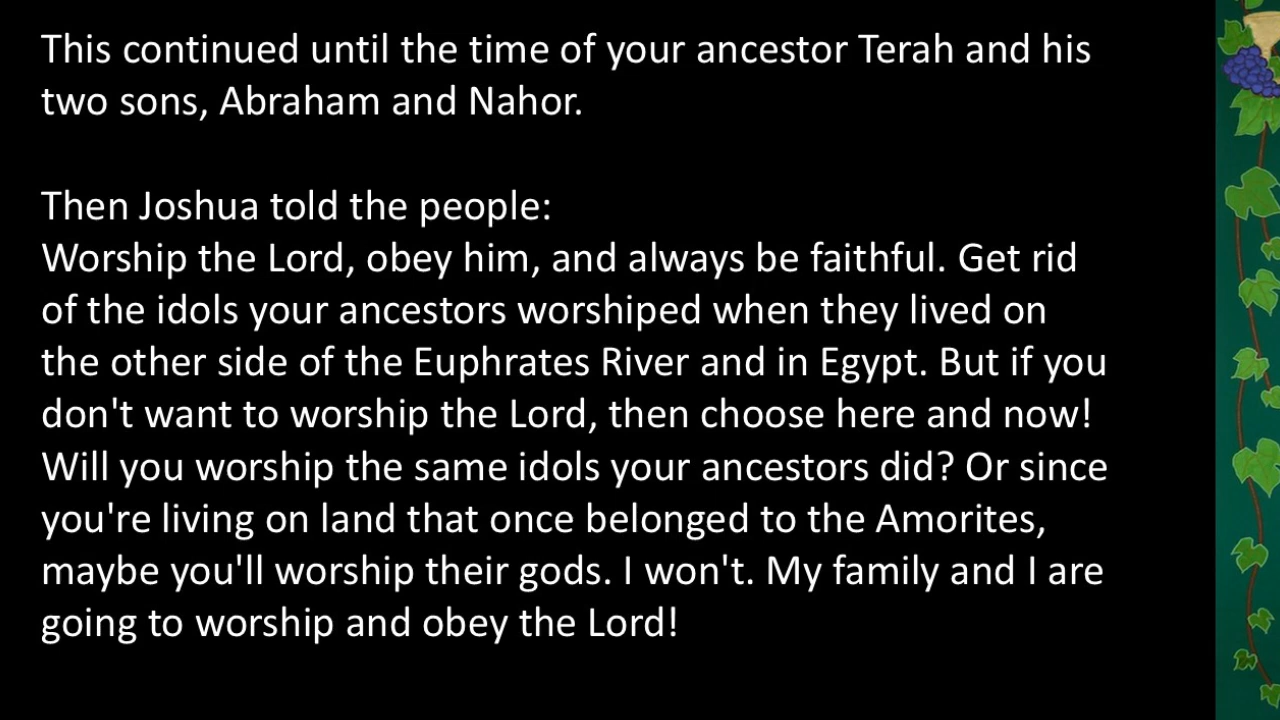 This continued until the time of your ancestor Terah and his
two sons, Abraham and Nahor.
Then Joshua told the people:
Worship the Lord, obey him, and always be faithful. Get rid
of the idols your ancestors worshiped when they lived on
the other side of the Euphrates River and in Egypt. But if you
don't want to worship the Lord, then choose here and now!
Will you worship the same idols your ancestors did? Or since
you're living on land that once belonged to the Amorites,
maybe you'll worship their gods. I won't. My family and I are
going to worship and obey the Lord!